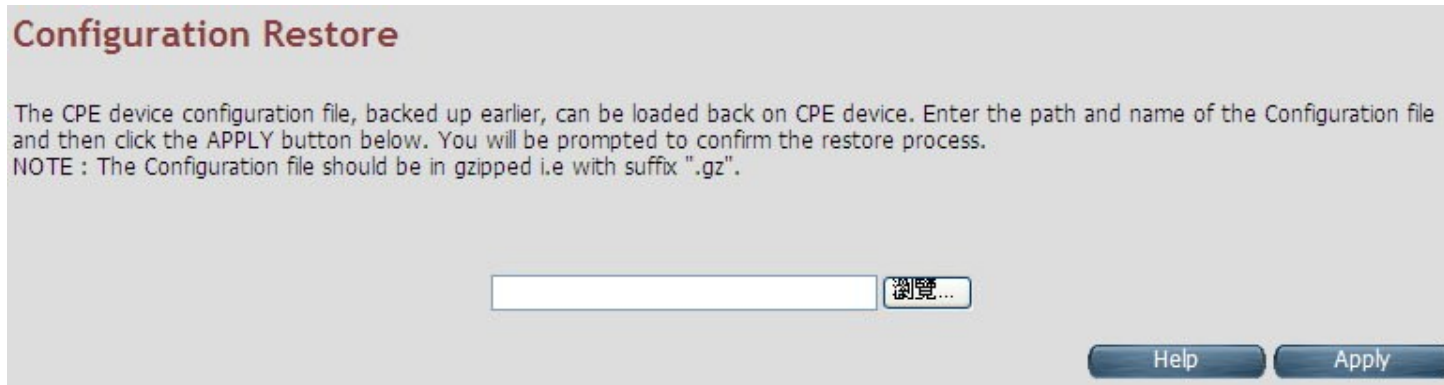 Configuration Restore
The CPE device configuration file, backed up earlier, can be loaded back on CPE device. Enter the path and name of the Configuration file
and then click the APPLY button below. You will be prompted to confirm the restore process.
NOTE : The Configuration file should be in gzipped i.e with suffix ".gz".
瀏覽...
Help Apply